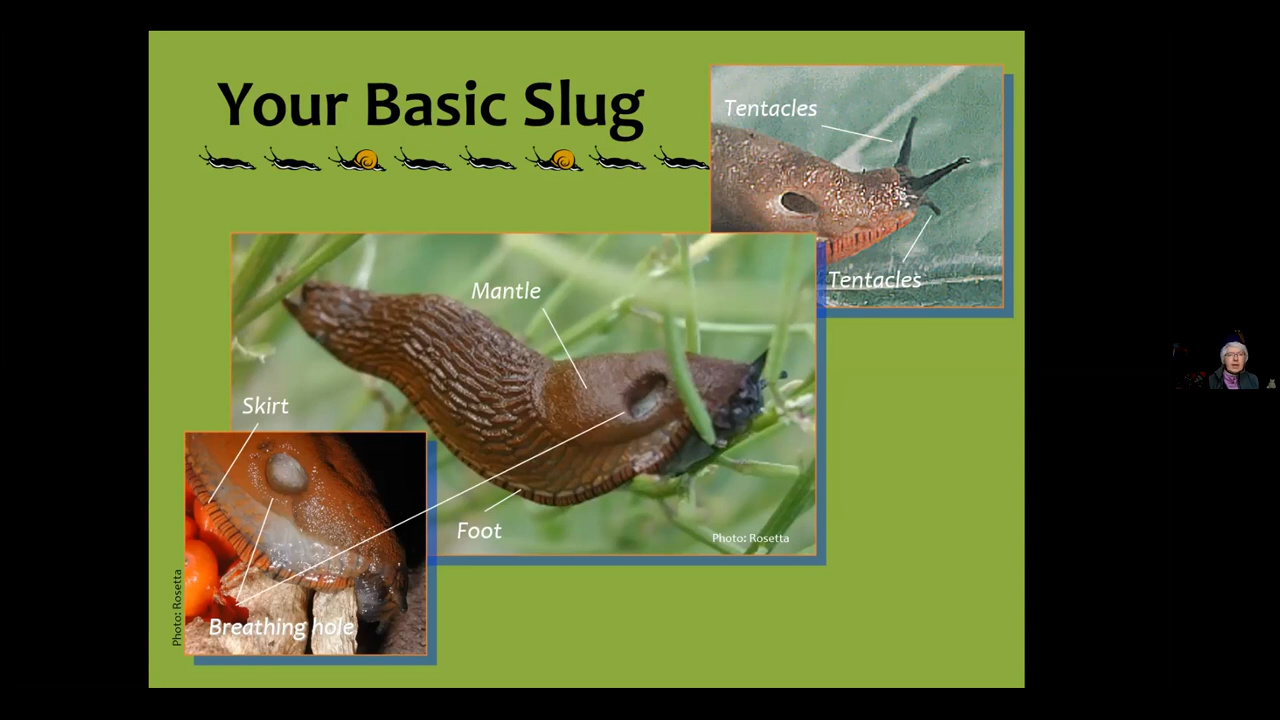 Your Basic Slug
Tentacles
Tentacles
Mantle
Skirt
Foot
Photo: Rosetta
Breathing hole
Photo: Rosetta